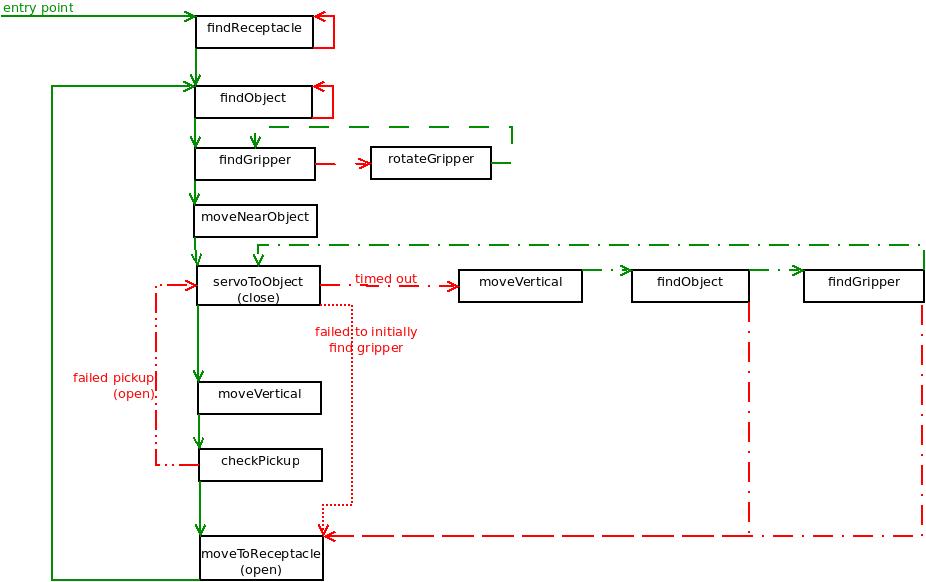 entry point
findReceptacle
findObject
findGripper
rotateGripper
moveNearObject
servoToObject
(close)
timed out
moveVertical
findObject
findGripper
failed to initially
find gripper
failed pickup
(open)
moveVertical
checkPickup
moveToReceptacle
(open)